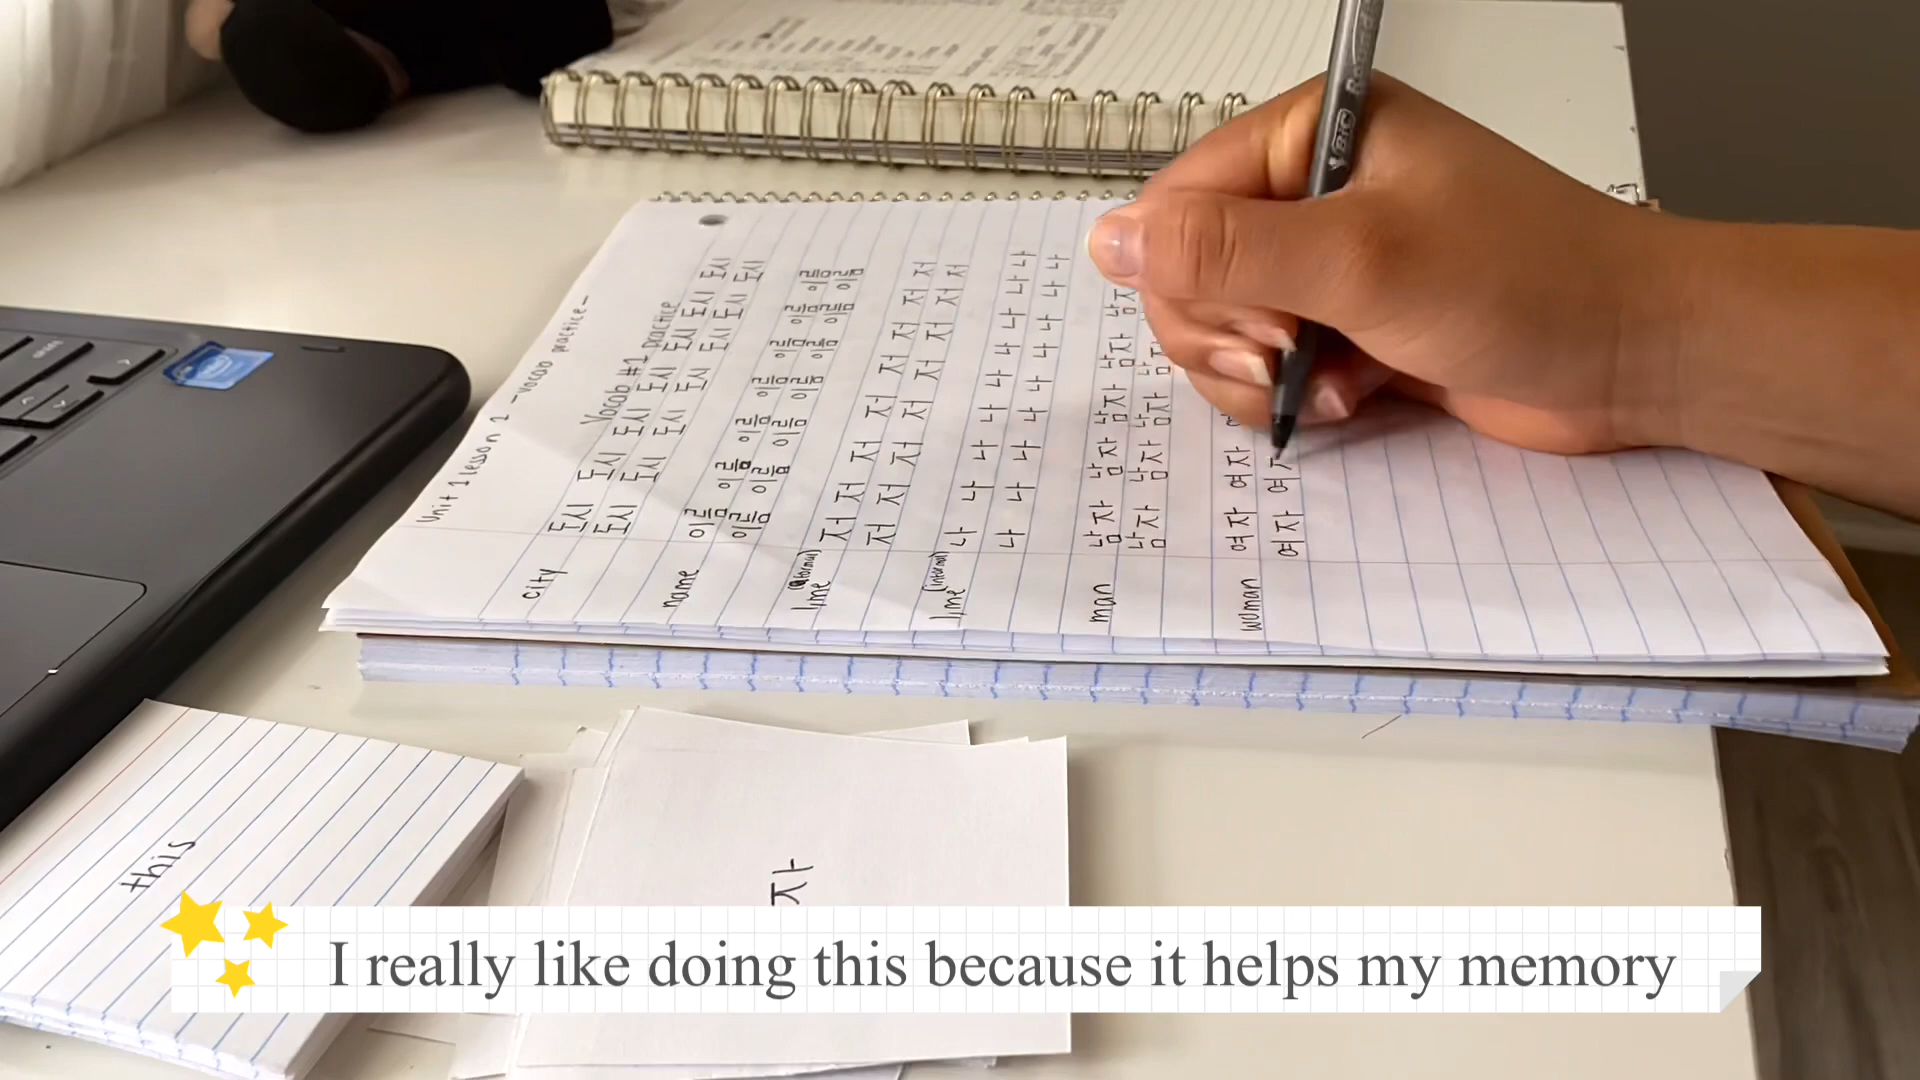 Unit 1 lesson 1 -vocab practice-
Vocab #1 practice
city 도시 도시 도시 도시 도시 도시 도시
도시 도시 도시 도시 도시 도시 도시
name 이름 이름 이름 이름 이름 이름 이름
이름 이름 이름 이름 이름 이름 이름
I,me (formal) 저 저 저 저 저 저 저 저
저 저 저 저 저 저 저 저
I,me (informal) 나 나 나 나 나 나 나 나 나
나 나 나 나 나 나 나 나 나
man 남자 남자 남자 남자 남자
남자 남자 남자
woman 여자 여자
여자 여
this
자
BIC
intel
I really like doing this because it helps my memory